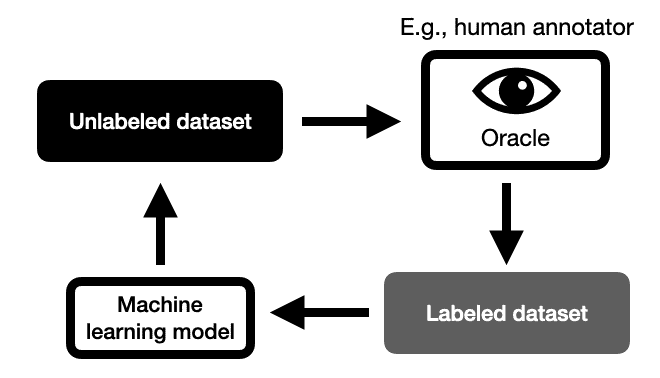 E.g., human annotator
Unlabeled dataset
Oracle
Machine
learning model
Labeled dataset